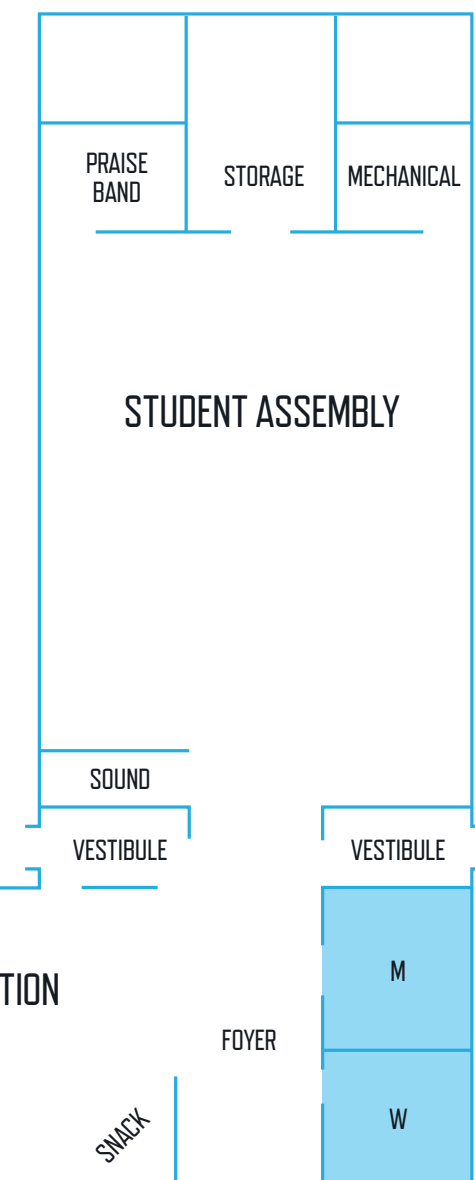 PRAISE
BAND
STORAGE
MECHANICAL
STUDENT ASSEMBLY
SOUND
VESTIBULE
VESTIBULE
TION
M
FOYER
SNACK
W